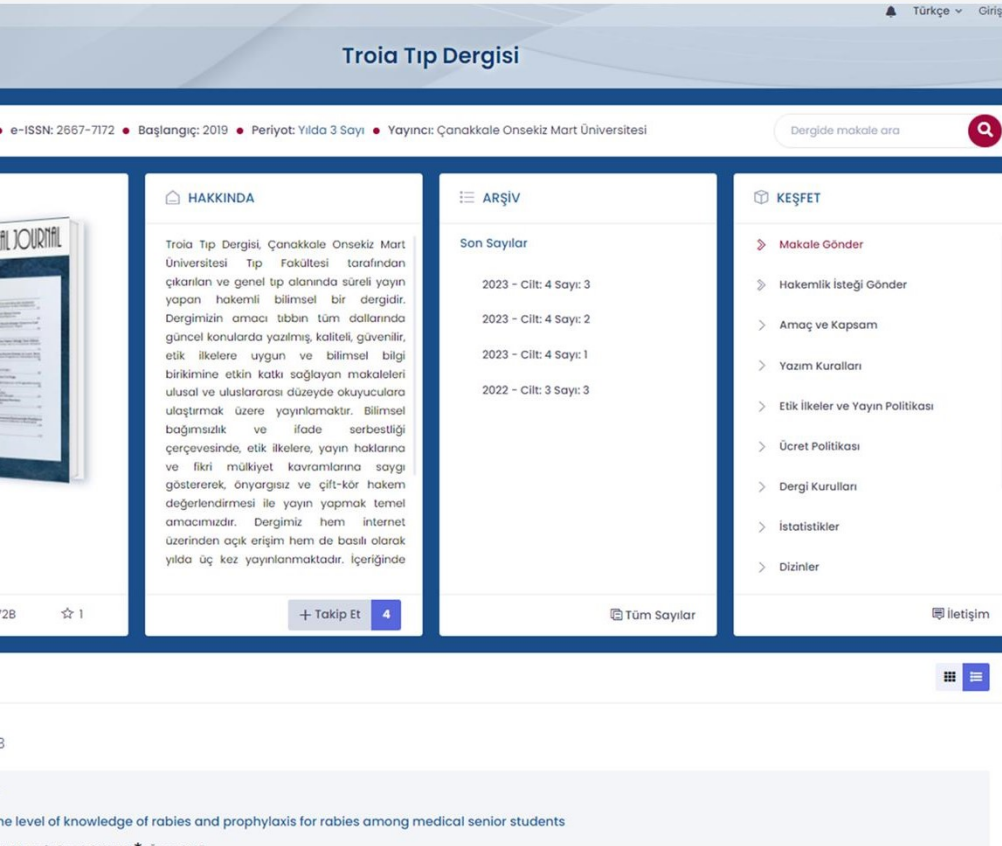 Türkçe
Giriş
Troia Tıp Dergisi
e-ISSN: 2667-7172 ● Başlangıç: 2019 ● Periyot: Yılda 3 Sayı ● Yayıncı: Çanakkale Onsekiz Mart Üniversitesi
Dergide makale ara
JOURNAL
HAKKINDA
Troia Tıp Dergisi, Çanakkale Onsekiz Mart
Üniversitesi Tıp Fakültesi tarafından
çıkarılan ve genel tıp alanında süreli yayın
yapan hakemli bilimsel bir dergidir.
Dergimizin amacı tıbbın tüm dallarında
güncel konularda yazılmış, kaliteli, güvenilir,
etik ilkelere uygun ve bilimsel bilgi
birikimine etkin katkı sağlayan makaleleri
ulusal ve uluslararası düzeyde okuyuculara
ulaştırmak üzere yayınlamaktır. Bilimsel
bağımsızlık ve ifade serbestliği
çerçevesinde, etik ilkelere, yayın haklarına
ve fikri mülkiyet kavramlarına saygı
göstererek, önyargısız ve çift-kör hakem
değerlendirmesi ile yayın yapmak temel
amacımızdır. Dergimiz hem internet
üzerinden açık erişim hem de basılı olarak
yılda üç kez yayınlanmaktadır. İçeriğinde
+ Takip Et 4
ARŞİV
Son Sayılar
2023 - Cilt: 4 Sayı: 3
2023 - Cilt: 4 Sayı: 2
2023 - Cilt: 4 Sayı: 1
2022 - Cilt: 3 Sayı: 3
Tüm Sayılar
KEŞFET
Makale Gönder
Hakemlik İsteği Gönder
Amaç ve Kapsam
Yazım Kuralları
Etik İlkeler ve Yayın Politikası
Ücret Politikası
Dergi Kurulları
İstatistikler
Dizinler
İletişim
72B
1
3
he level of knowledge of rabies and prophylaxis for rabies among medical senior students